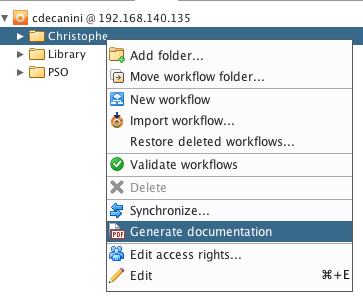 cdecanini @ 192.168.140.135
Christophe
Library
PSO
Add folder...
Move workflow folder...
New workflow
Import workflow...
Restore deleted workflows...
Validate workflows
Delete
Synchronize...
PDF Generate documentation
Edit access rights...
Edit ⌘+E